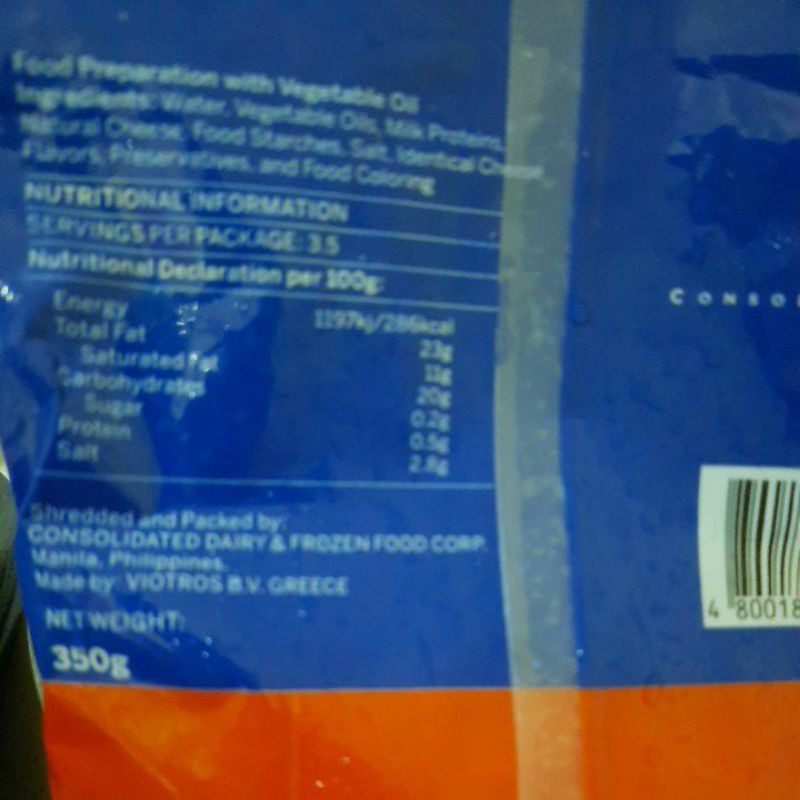 Food Preparation with Vegetable Oil
Ingredients: Water, Vegetable Oils, Milk Proteins,
Natural Cheese, Food Starches, Salt, Identical Cheese
Flavors, Preservatives, and Food Coloring
NUTRITIONAL INFORMATION
SERVINGS PER PACKAGE: 3.5
Nutritional Declaration per 100g:
Energy 1197kj/286kcal
Total Fat 23g
Saturated Fat 11g
Carbohydrates 20g
Sugar 0.2g
Protein 0.5g
Salt 2.8g
Shredded and Packed by:
CONSOLIDATED DAIRY & FROZEN FOOD CORP.
Manila, Philippines.
Made by: VIOTROS B.V. GREECE
NET WEIGHT:
350g
CONSO
4 80018